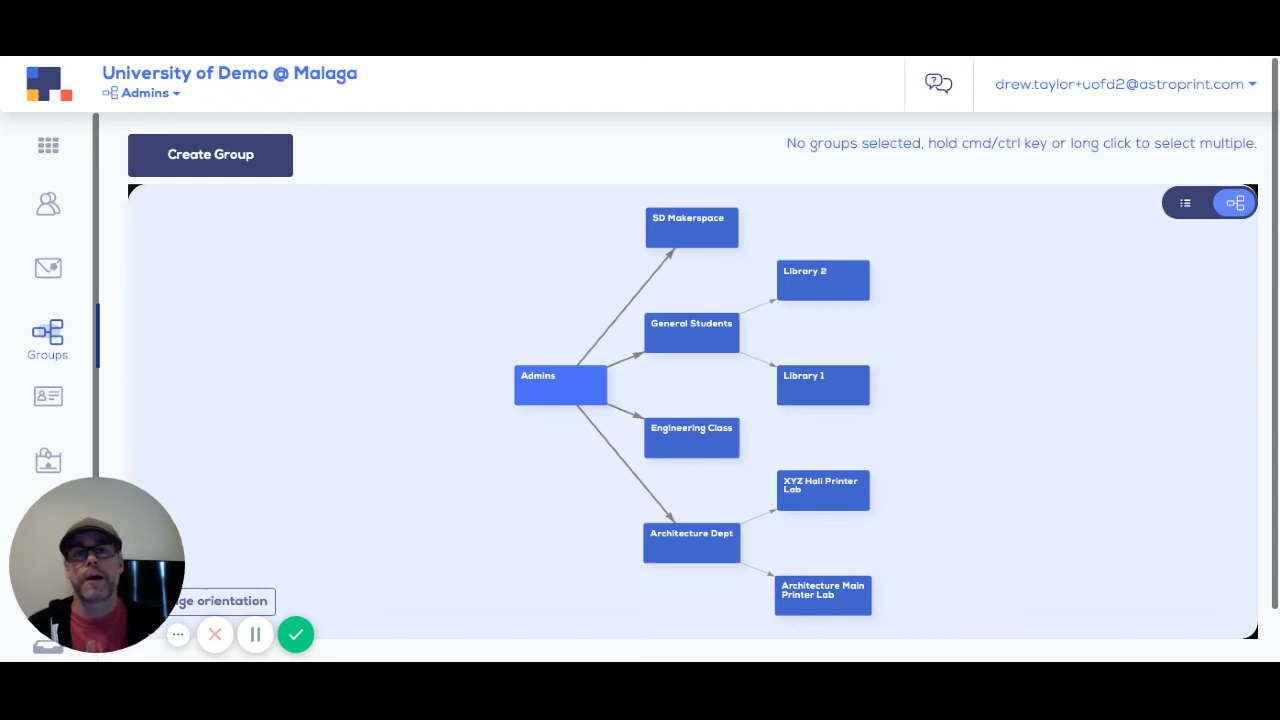 University of Demo @ Malaga
Admins
drew.taylor+uofd2@astroprint.com
Create Group
No groups selected, hold cmd/ctrl key or long click to select multiple.
SD Makerspace
Library 2
General Students
Groups
Admins
Library 1
Engineering Class
XYZ Hall Printer
Lab
Architecture Dept
Architecture Main
Printer Lab
orientation